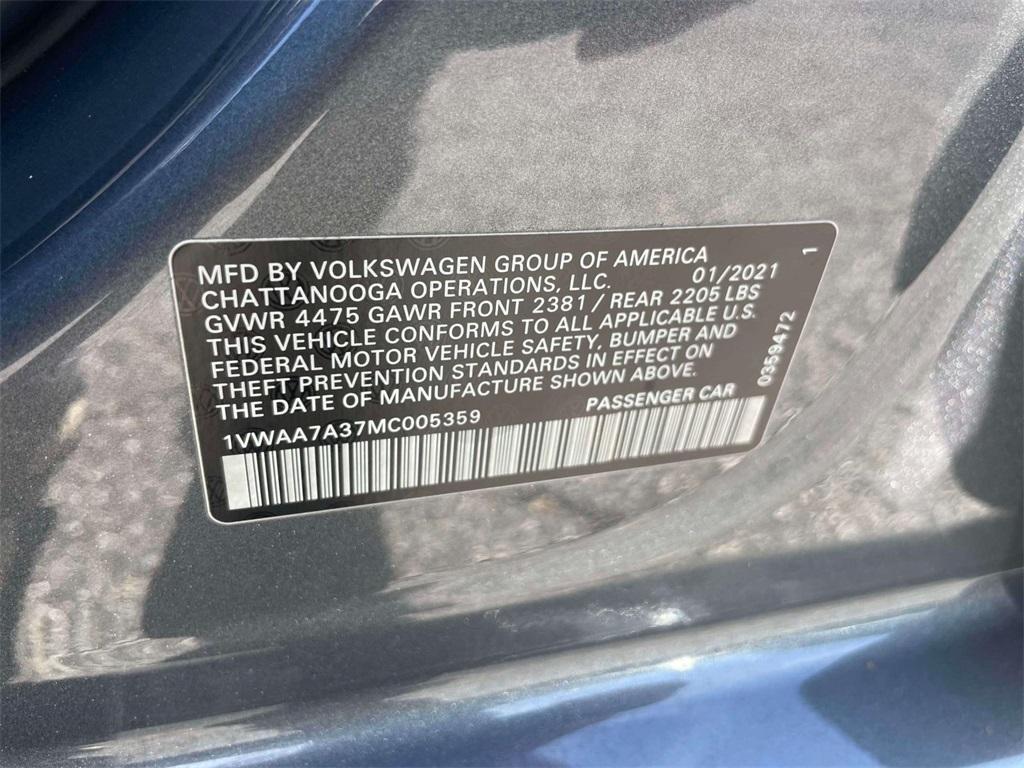 MFD BY VOLKSWAGEN GROUP OF AMERICA
CHATTANOOGA OPERATIONS, LLC. 01/2021 1
GVWR 4475 GAWR FRONT 2381 / REAR 2205 LBS
THIS VEHICLE CONFORMS TO ALL APPLICABLE U.S.
FEDERAL MOTOR VEHICLE SAFETY, BUMPER AND
THEFT PREVENTION STANDARDS IN EFFECT ON
THE DATE OF MANUFACTURE SHOWN ABOVE.
1VWAA7A37MC005359 PASSENGER CAR
0359472